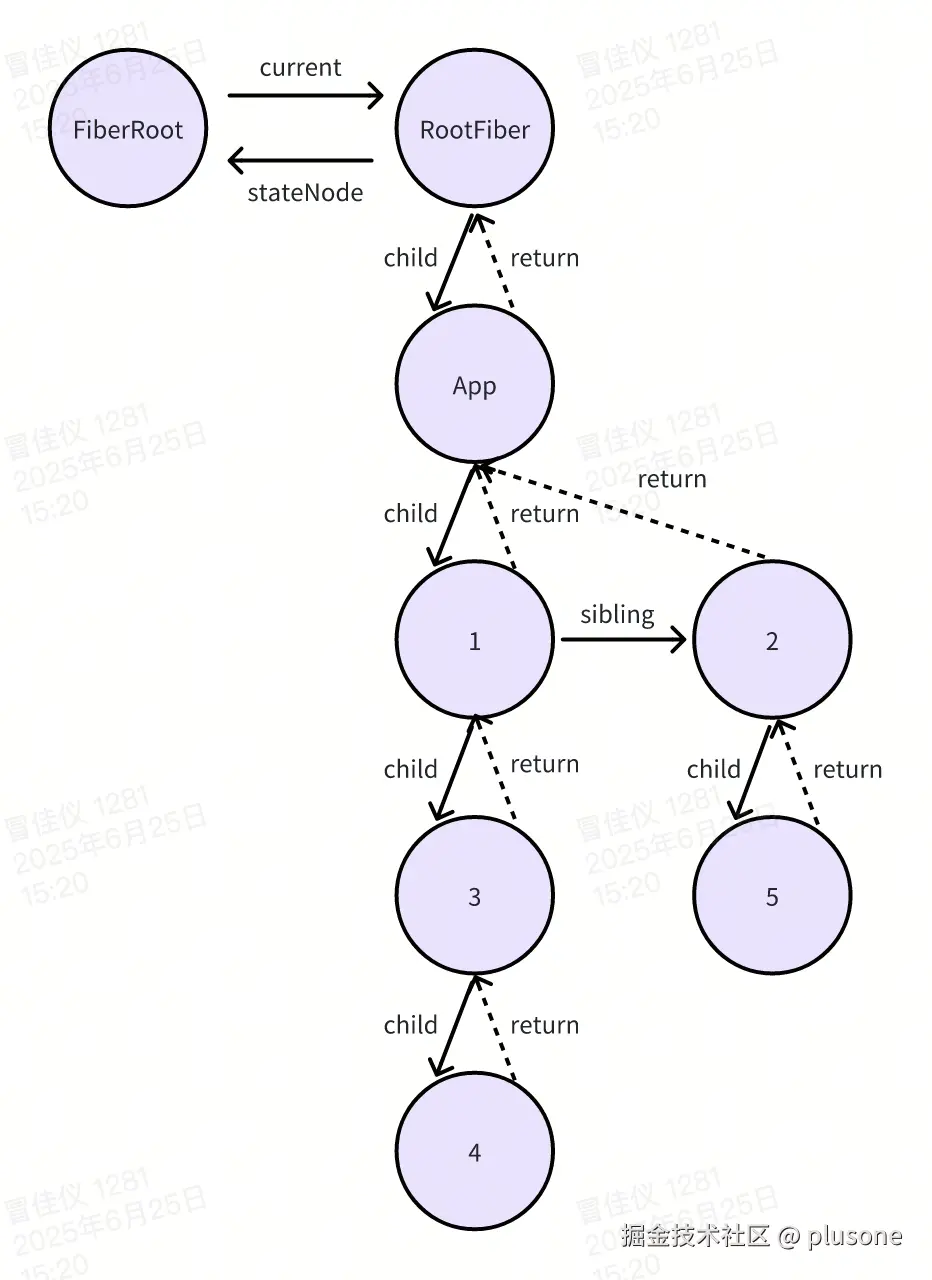 冒佳仪 1281
2025年6月25日
15:20
冒佳仪 1281
2025年6月25日
15:20
current
FiberRoot
RootFiber
stateNode
child
return
App
冒佳仪 1281
2025年6月25日
15:20
冒佳仪 1281
2025年6月25日
15:20
return
child
return
sibling
1
2
child
return
child
return
冒佳仪 1281
2025年6月25日
15:20
冒佳仪 1281
2025年6月25日
15:20
3
5
child
return
4
冒佳仪 1281
2025年6月25日
15:20
冒佳仪 1281
2025年6月25日
15:20
掘金技术社区 @ plusone